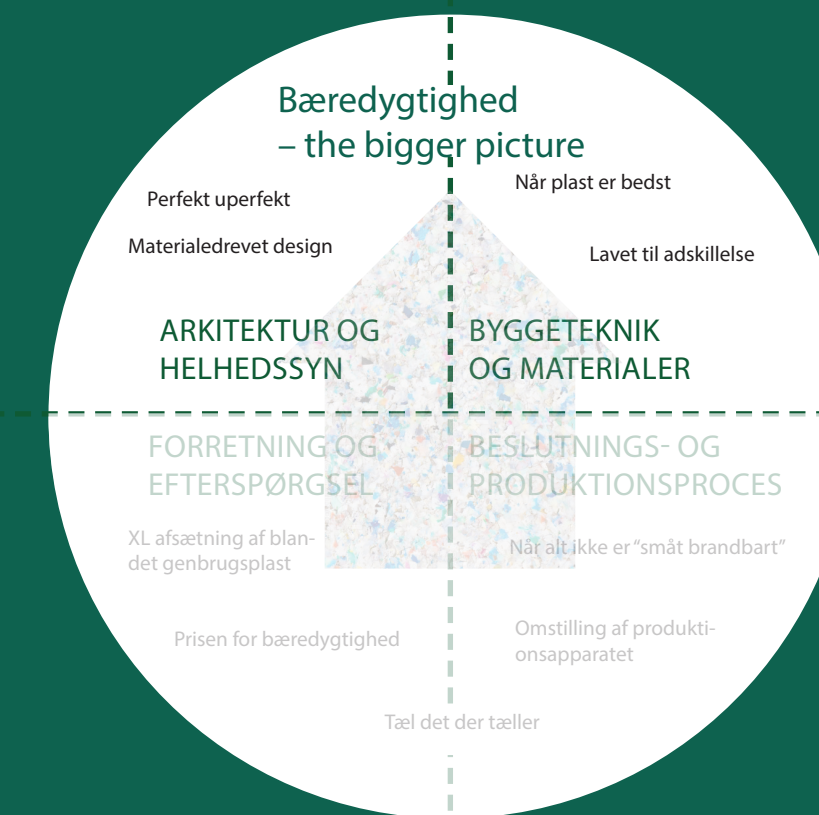 Bæredygtighed
– the bigger picture
Perfekt uperfekt
Når plast er bedst
Materialedrevet design
Lavet til adskillelse
ARKITEKTUR OG
HELHEDSSYN
BYGGETEKNIK
OG MATERIALER
FORRETNING OG
EFTERSPØRGSEL
BESLUTNINGS- OG
PRODUKTIONSPROCES
XL afsætning af blan-
det genbrugsplast
Når alt ikke er “småt brandbart”
Prisen for bæredygtighed
Omstilling af produkti-
onsapparatet
Tæl det der tæller